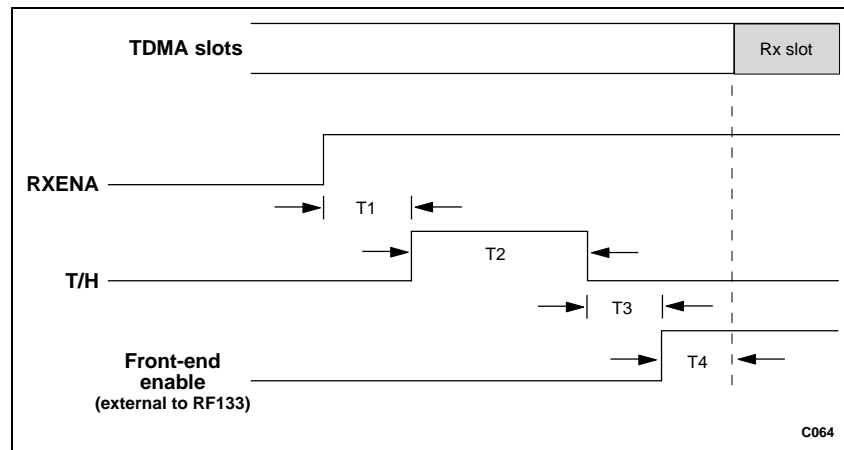 TDMA slots
Rx slot
RXENA
T1
T2
T/H
T3
Front-end
enable
(external to RF133)
T4
C064